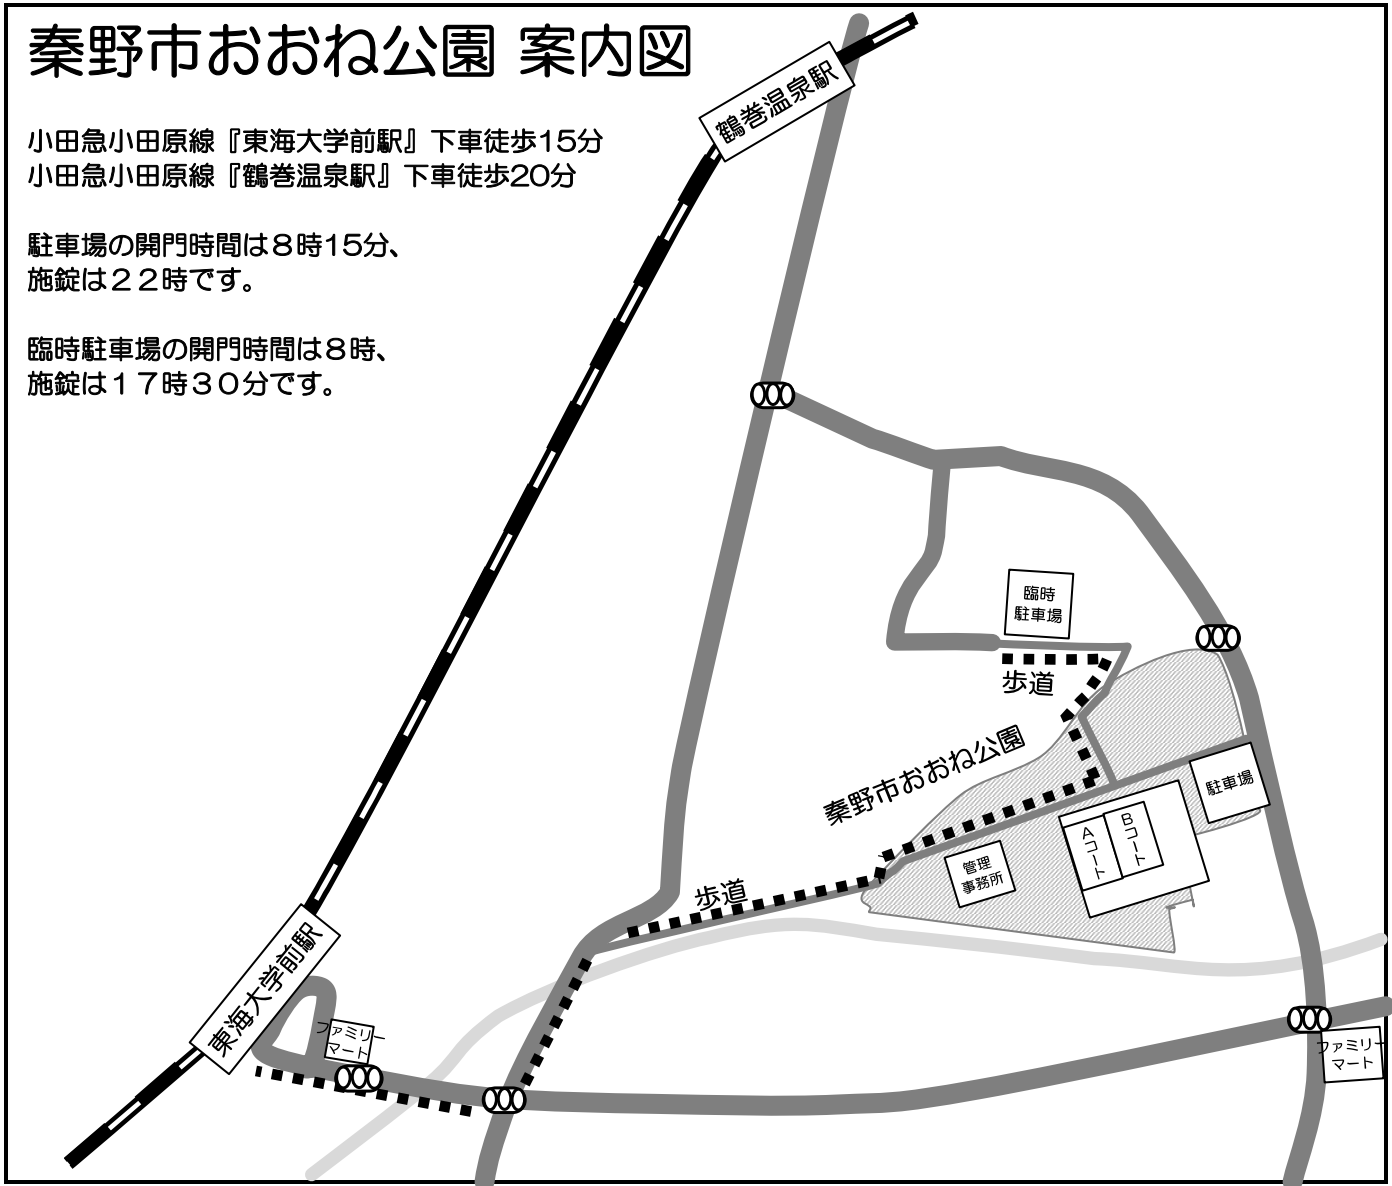 秦野市おおね公園 案内図
小田急小田原線『東海大学前駅』下車徒歩15分
小田急小田原線『鶴巻温泉駅』下車徒歩20分
駐車場の開門時間は８時15分、
施錠は２２時です。
臨時駐車場の開門時間は８時、
施錠は１７時３０分です。
鶴巻温泉駅
臨時
駐車場
歩道
秦野市おおね公園
駐車場
Aコート
Bコート
管理
事務所
歩道
東海大学前駅
ファミリー
マート
ファミリー
マート